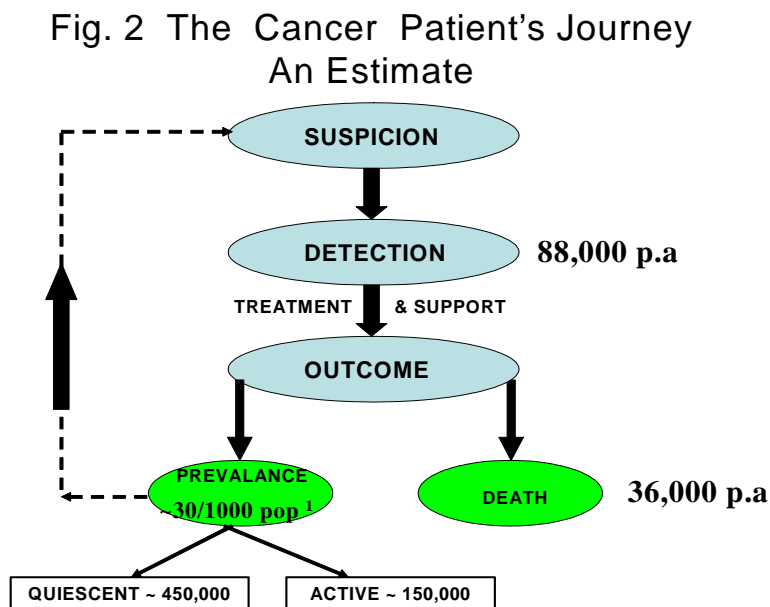 Fig. 2 The Cancer Patient's Journey
An Estimate
SUSPICION
DETECTION
88,000 p.a
TREATMENT & SUPPORT
OUTCOME
PREVALANCE
~30/1000 pop ¹
DEATH
36,000 p.a
QUIESCENT ~ 450,000
ACTIVE ~ 150,000